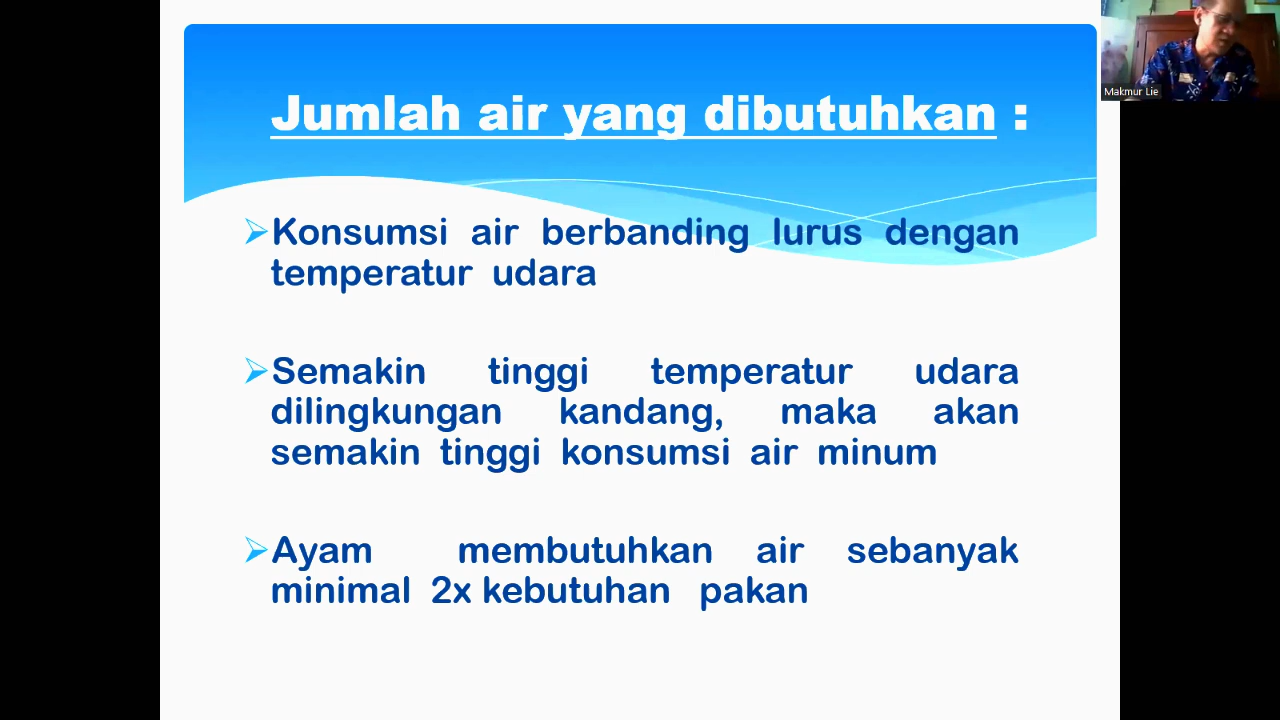 Jumlah air yang dibutuhkan :
Makmur Lie
➢Konsumsi air berbanding lurus dengan
temperatur udara
➢Semakin tinggi temperatur udara
dilingkungan kandang, maka akan
semakin tinggi konsumsi air minum
➢Ayam membutuhkan air sebanyak
minimal 2x kebutuhan pakan